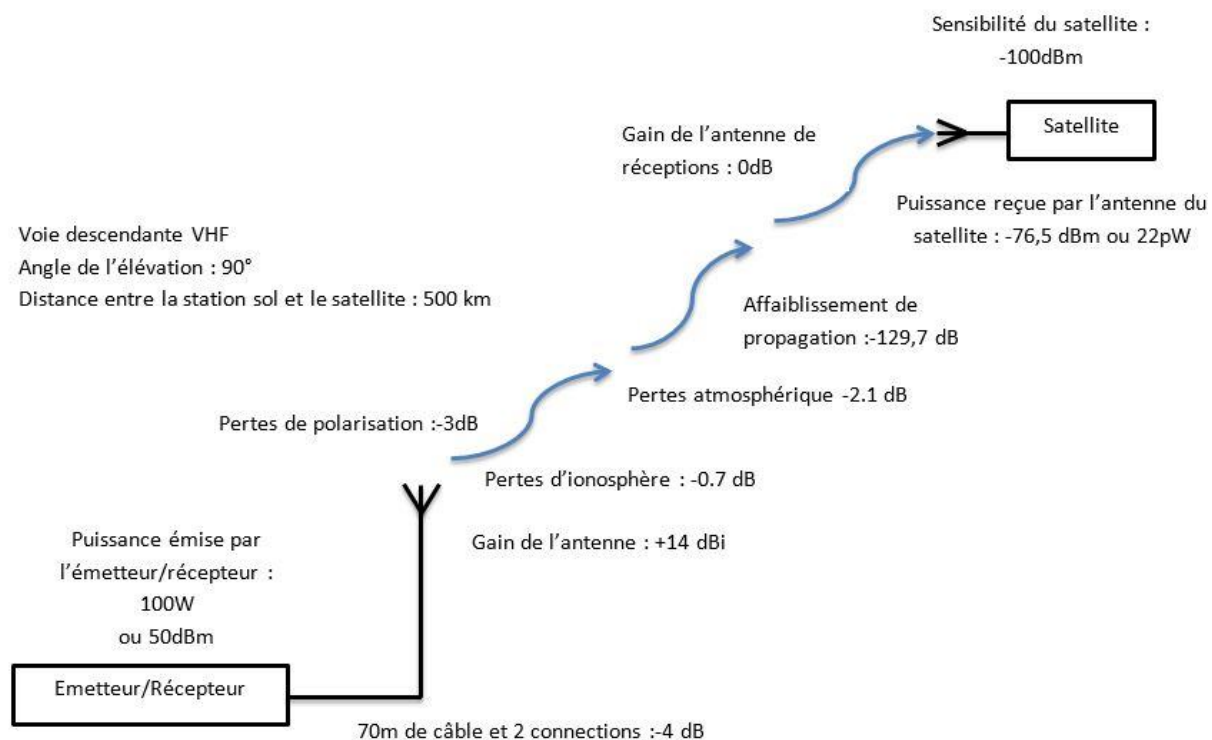 Sensibilité du satellite :
-100dBm
Satellite
Gain de l’antenne de
réceptions : 0dB
Puissance reçue par l’antenne du
satellite : -76,5 dBm ou 22pW
Voie descendante VHF
Angle de l’élévation : 90°
Distance entre la station sol et le satellite : 500 km
Affaiblissement de
propagation :-129,7 dB
Pertes atmosphérique -2.1 dB
Pertes de polarisation :-3dB
Pertes d’ionosphère : -0.7 dB
Gain de l’antenne : +14 dBi
Puissance émise par
l’émetteur/récepteur :
100W
ou 50dBm
Emetteur/Récepteur
70m de câble et 2 connections :-4 dB